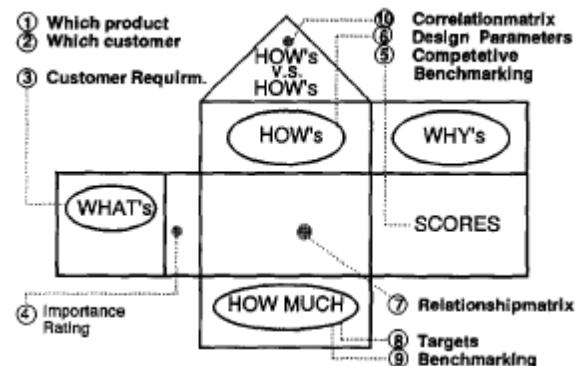 ① Which product
② Which customer
③ Customer Requirm.
⑩ Correlationmatrix
⑥ Design Parameters
⑤ Competetive
Benchmarking
HOW's
V.S.
HOW's
HOW's
WHY's
WHAT's
SCORES
HOW MUCH
④ Importance
Rating
⑦ Relationshipmatrix
⑧ Targets
⑨ Benchmarking